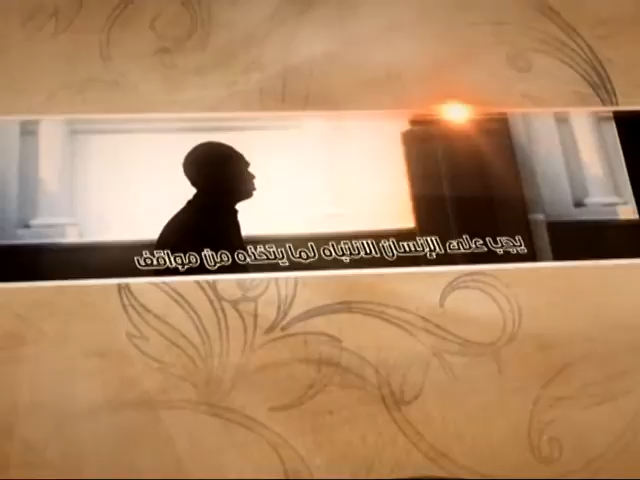 يجب على الإنسان الانتباه لما يتخذه من مواقف